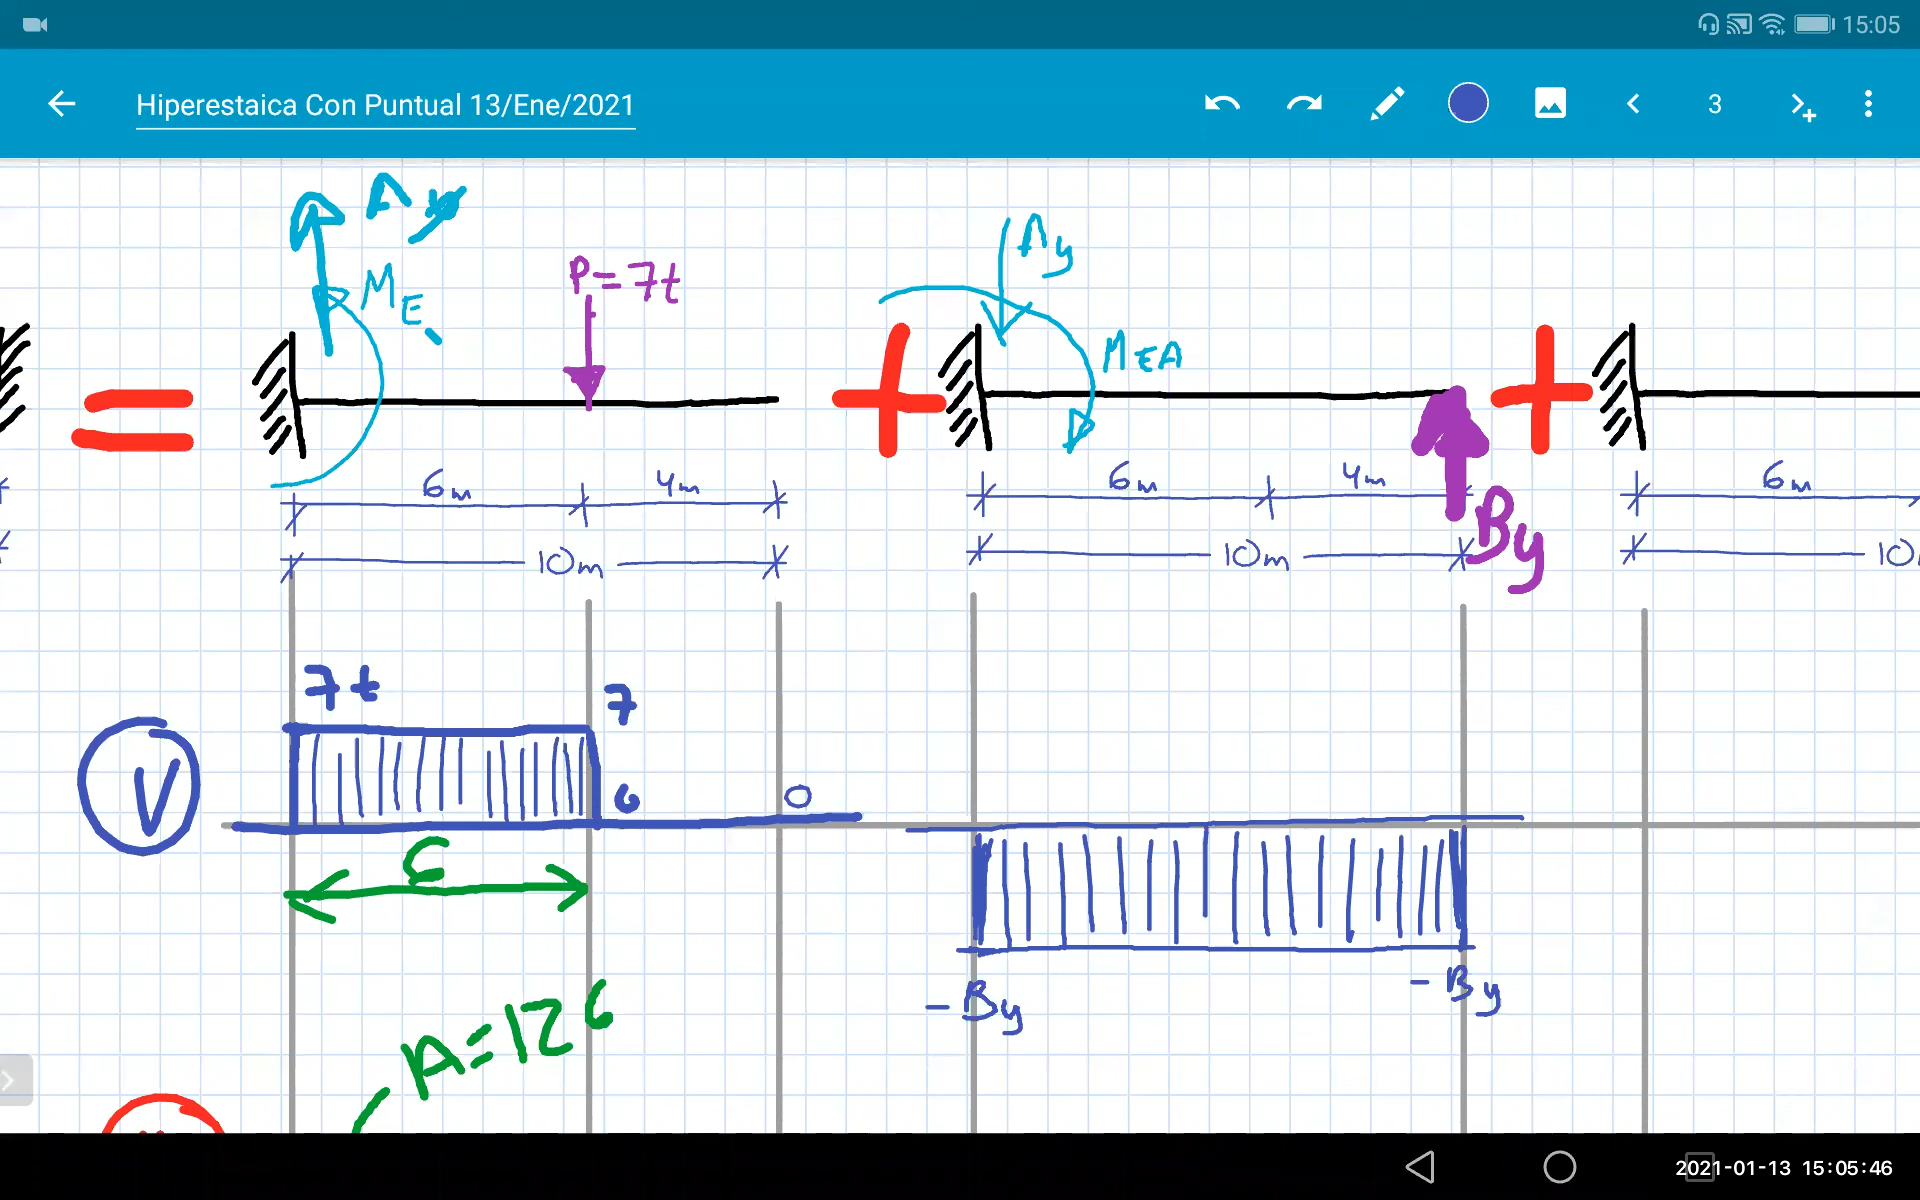 15:05
Hiperestaica Con Puntual 13/Ene/2021
3
Ay
ME
P=7t
Ay
MEA
6m
4m
6m
4m
6m
By
10m
10m
10
7t
7
V
6
0
6
-By
-By
A=126
2021-01-13 15:05:46